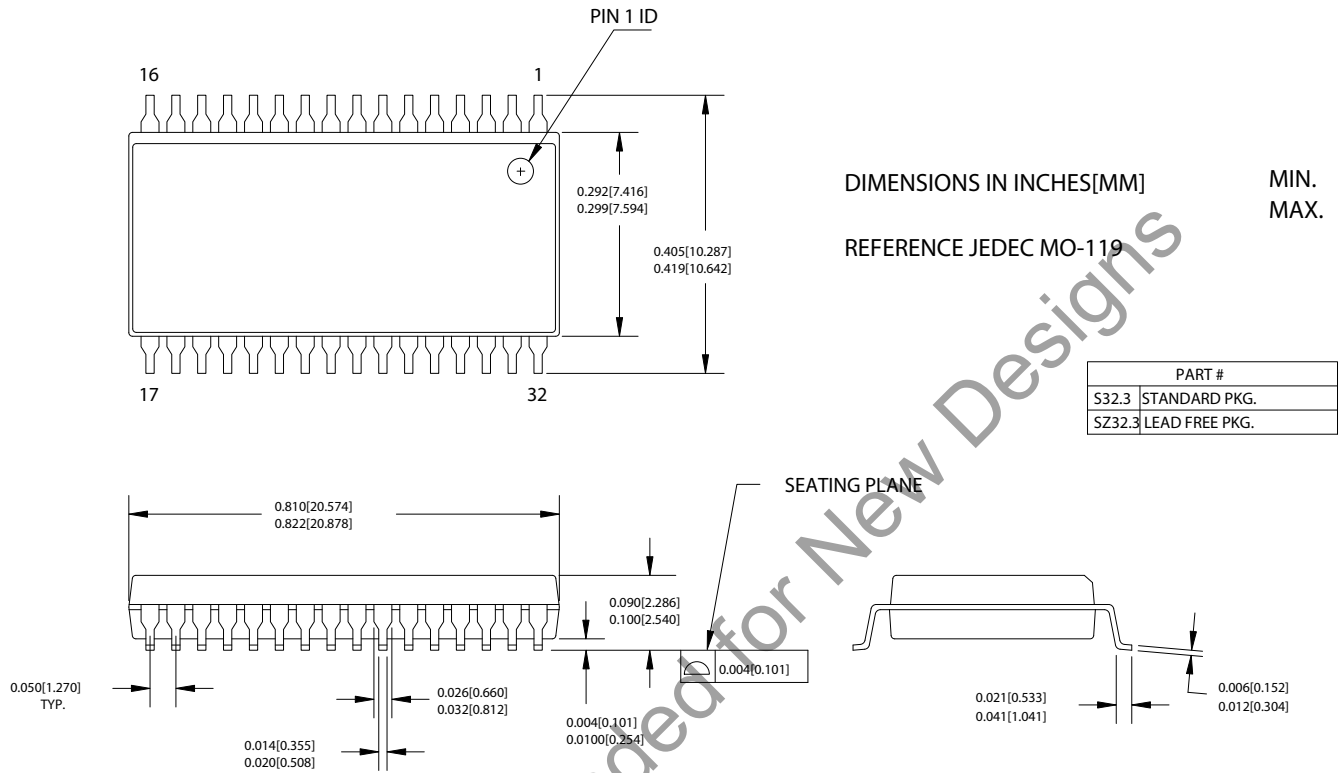 PIN 1 ID
16
1
0.292[7.416]
0.299[7.594]
0.405[10.287]
0.419[10.642]
DIMENSIONS IN INCHES[MM]
MIN.
MAX.
REFERENCE JEDEC MO-119
17
32
PART #
S32.3 STANDARD PKG.
SZ32.3 LEAD FREE PKG.
SEATING PLANE
0.810[20.574]
0.822[20.878]
0.090[2.286]
0.100[2.540]
0.004[0.101]
0.050[1.270]
TYP.
0.026[0.660]
0.032[0.812]
0.014[0.355]
0.020[0.508]
0.004[0.101]
0.0100[0.254]
0.021[0.533]
0.041[1.041]
0.006[0.152]
0.012[0.304]
for New Designs